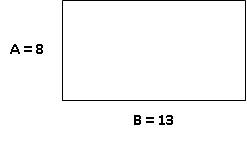 A = 8
B = 13